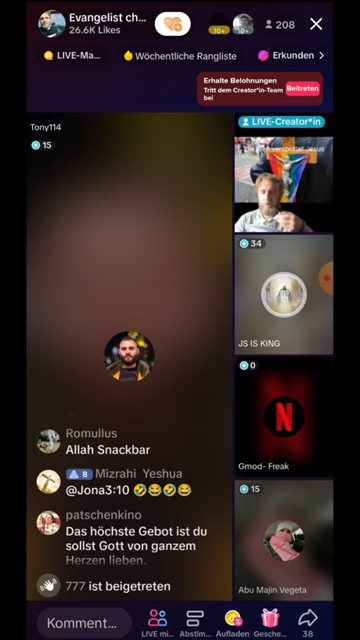 Evangelist ch...
26.6K Likes
10+
208
LIVE-Ma...
Wöchentliche Rangliste
Erkunden
Erhalte Belohnungen
Tritt dem Creator*in-Team
bei
Beitreten
Tony114
15
LIVE-Creator*in
verspottet Jesus
34
JS IS KING
0
N
Gmod- Freak
15
Abu Majin Vegeta
Romullus
Allah Snackbar
8 Mizrahi Yeshua
@Jona3:10 🤣😂🤣😂
patschenkino
Das höchste Gebot ist du
sollst Gott von ganzem
Herzen lieben.
777 ist beigetreten
Komment...
LIVE mi...
Abstim...
Aufladen
Gesche...
38